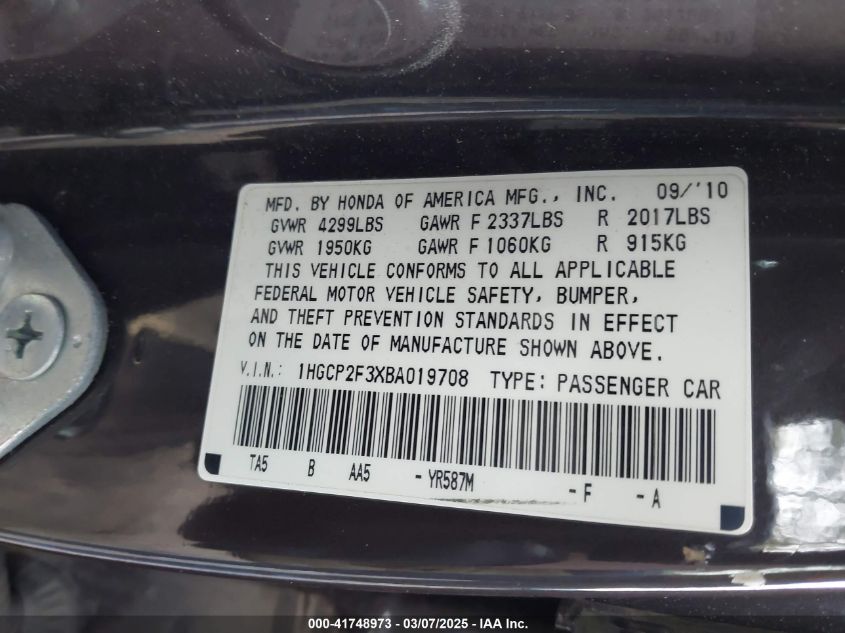 MFD. BY HONDA OF AMERICA MFG., INC. 09/'10
GVWR 4299LBS GAWR F 2337LBS R 2017LBS
GVWR 1950KG GAWR F 1060KG R 915KG
THIS VEHICLE CONFORMS TO ALL APPLICABLE
FEDERAL MOTOR VEHICLE SAFETY, BUMPER,
AND THEFT PREVENTION STANDARDS IN EFFECT
ON THE DATE OF MANUFACTURE SHOWN ABOVE.
V.I.N.: 1HGCP2F3XBA019708 TYPE: PASSENGER CAR
TA5 B AA5 - YR587M - F - A
OWNER: 41748973 - 03/07/2025 - IAA Inc.